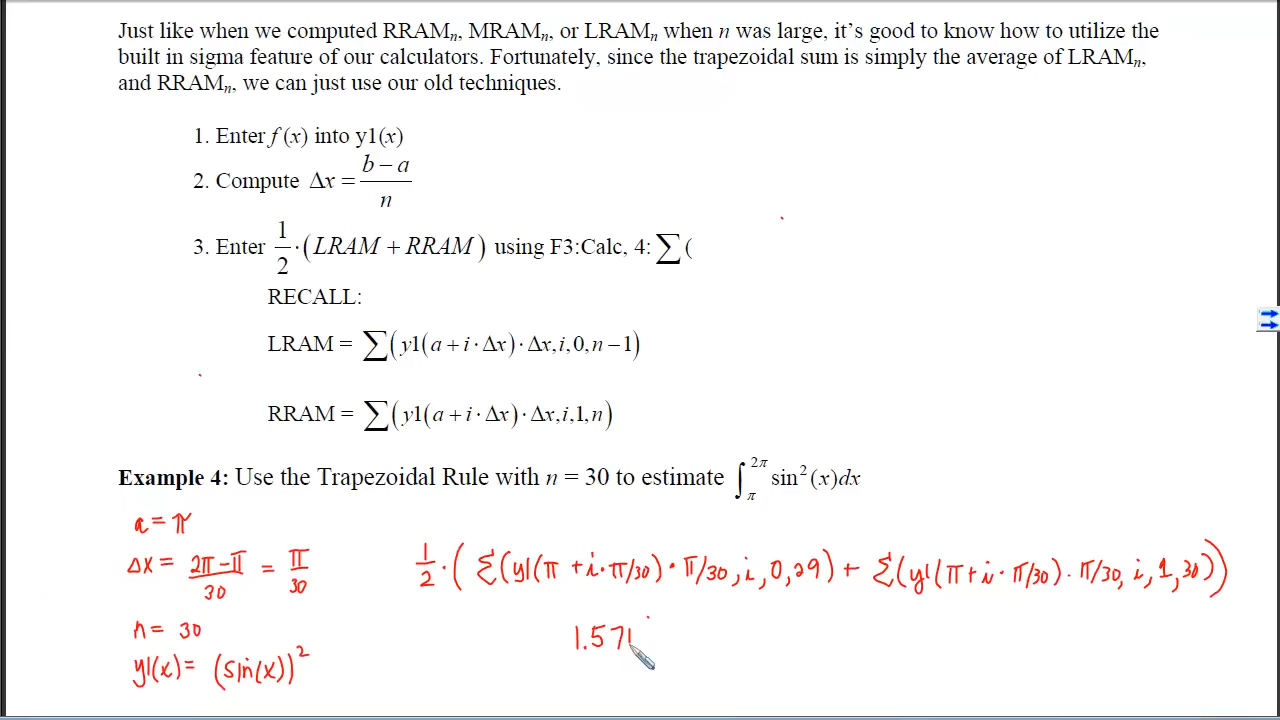 Just like when we computed RRAMₙ, MRAMₙ, or LRAMₙ when n was large, it's good to know how to utilize the
built in sigma feature of our calculators. Fortunately, since the trapezoidal sum is simply the average of LRAMₙ,
and RRAMₙ, we can just use our old techniques.
1. Enter f (x) into y1(x)
2. Compute Δx = (b − a)/n
3. Enter 1/2 · (LRAM + RRAM) using F3:Calc, 4: ∑ (
RECALL:
LRAM = ∑(y1(a + i · Δx) · Δx, i, 0, n − 1)
RRAM = ∑(y1(a + i · Δx) · Δx, i, 1, n)
Example 4: Use the Trapezoidal Rule with n = 30 to estimate ∫_π^2π sin²(x)dx
a = π
Δx = (2π − π)/30 = π/30
1/2 · ( Σ(y1(π + i · π/30) · π/30, i, 0, 29) + Σ(y1(π + i · π/30) · π/30, i, 1, 30))
n = 30
1.571
y1(x) = (sin(x))²